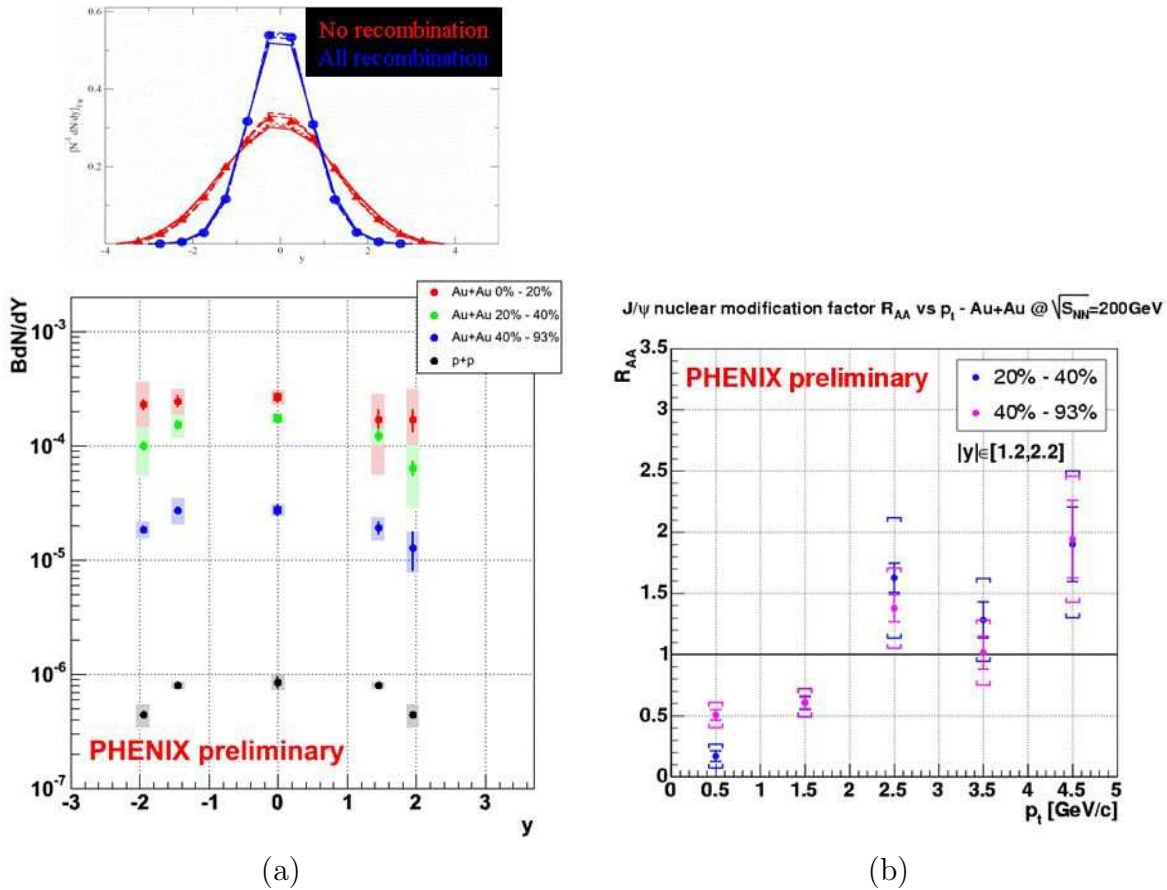 0.6
No recombination
All recombination
[N⁻¹ dN/dy]
0.4
0.2
-4 -2 0 2 4
y
Au+Au 0% - 20%
Au+Au 20% - 40%
Au+Au 40% - 93%
p+p
BdN/dY
10⁻³
10⁻⁴
10⁻⁵
10⁻⁶
10⁻⁷
PHENIX preliminary
-3 -2 -1 0 1 2 3
y
(a)
J/ψ nuclear modification factor R_AA vs p_t - Au+Au @ √S_NN=200GeV
R_AA
3.5
3
2.5
2
1.5
1
0.5
0
PHENIX preliminary
20% - 40%
40% - 93%
|y|∈[1.2,2.2]
0 0.5 1 1.5 2 2.5 3 3.5 4 4.5 5
p_t [GeV/c]
(b)